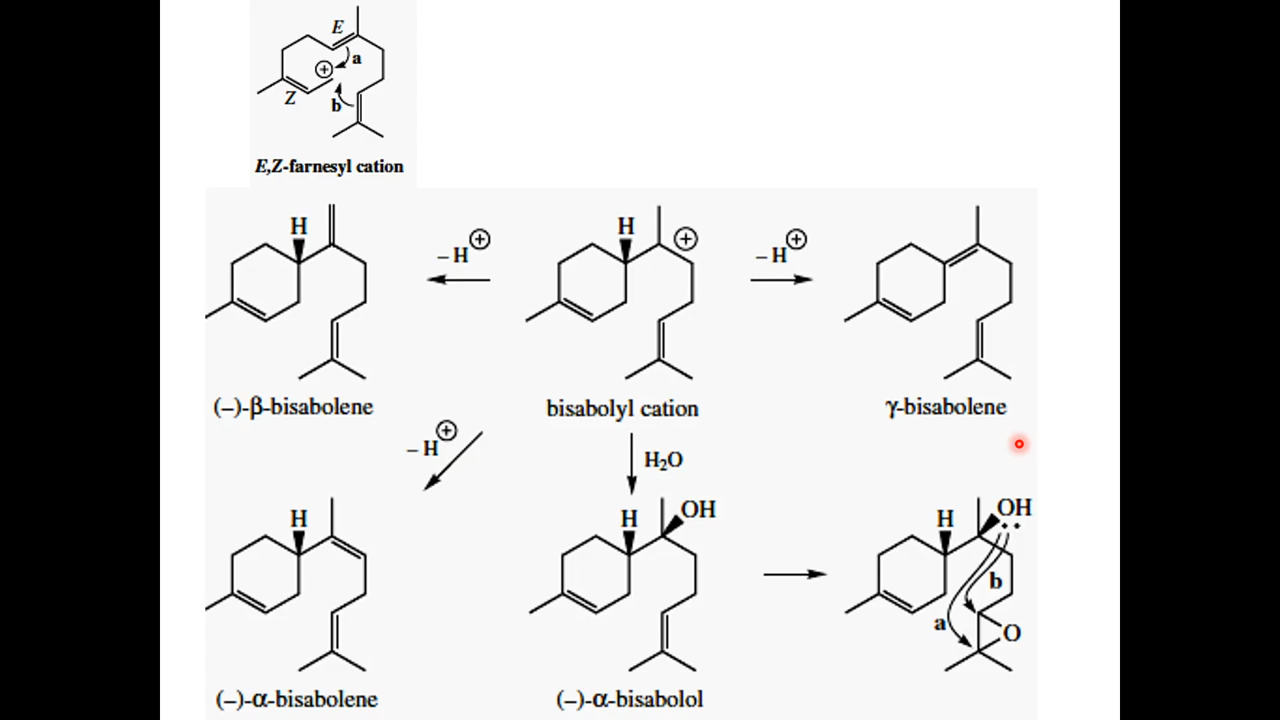 E
a
⊕
Z
b
E,Z-farnesyl cation
H
– H⊕
H
⊕
– H⊕
(–)-β-bisabolene
bisabolyl cation
γ-bisabolene
– H⊕
H₂O
H
H
OH
H
OH
b
a
O
(–)-α-bisabolene
(–)-α-bisabolol